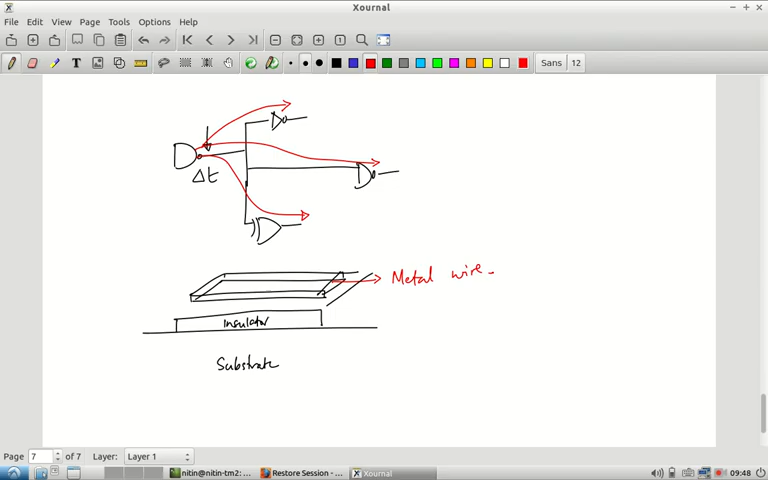 Xournal
File Edit View Page Tools Options Help
Sans 12
Δt
Metal wire.
Insulator
Substrate
Page 7 of 7 Layer: Layer 1
nitin@nitin-tm2: ... Restore Session - ... Xournal 09:48